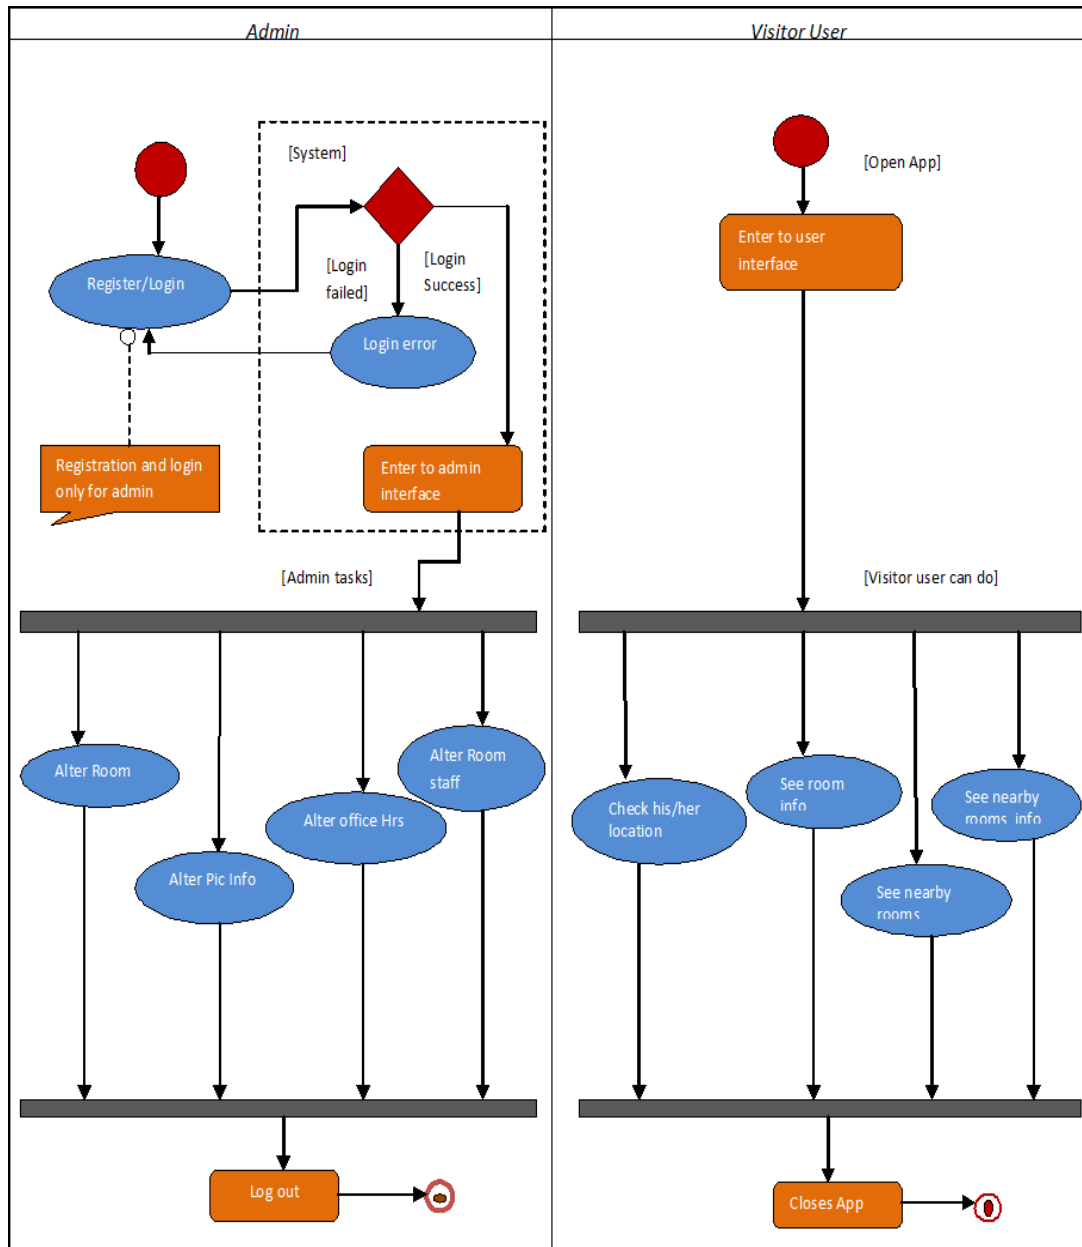 Admin
Visitor User
[System]
[Open App]
Register/Login
[Login
failed]
[Login
Success]
Login error
Enter to user
interface
Registration and login
only for admin
Enter to admin
interface
[Admin tasks]
[Visitor user can do]
Alter Room
Alter Pic Info
Alter office Hrs
Alter Room
staff
Check his/her
location
See room
info
See nearby
rooms
See nearby
rooms info
Log out
Closes App